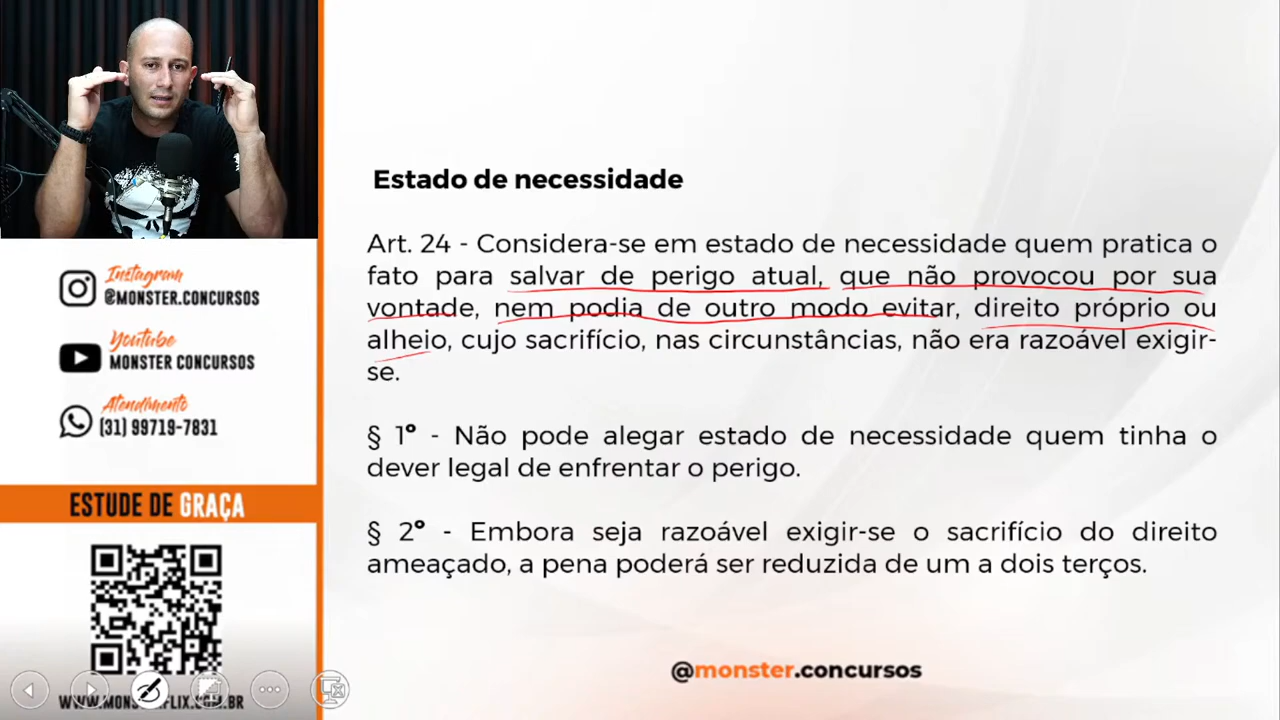 Estado de necessidade
Art. 24 - Considera-se em estado de necessidade quem pratica o
fato para salvar de perigo atual, que não provocou por sua
vontade, nem podia de outro modo evitar, direito próprio ou
alheio, cujo sacrifício, nas circunstâncias, não era razoável exigir-
se.
§ 1º - Não pode alegar estado de necessidade quem tinha o
dever legal de enfrentar o perigo.
§ 2º - Embora seja razoável exigir-se o sacrifício do direito
ameaçado, a pena poderá ser reduzida de um a dois terços.
@monster.concursos
Instagram
@MONSTER.CONCURSOS
Youtube
MONSTER CONCURSOS
Atendimento
(31) 99719-7831
ESTUDE DE GRAÇA